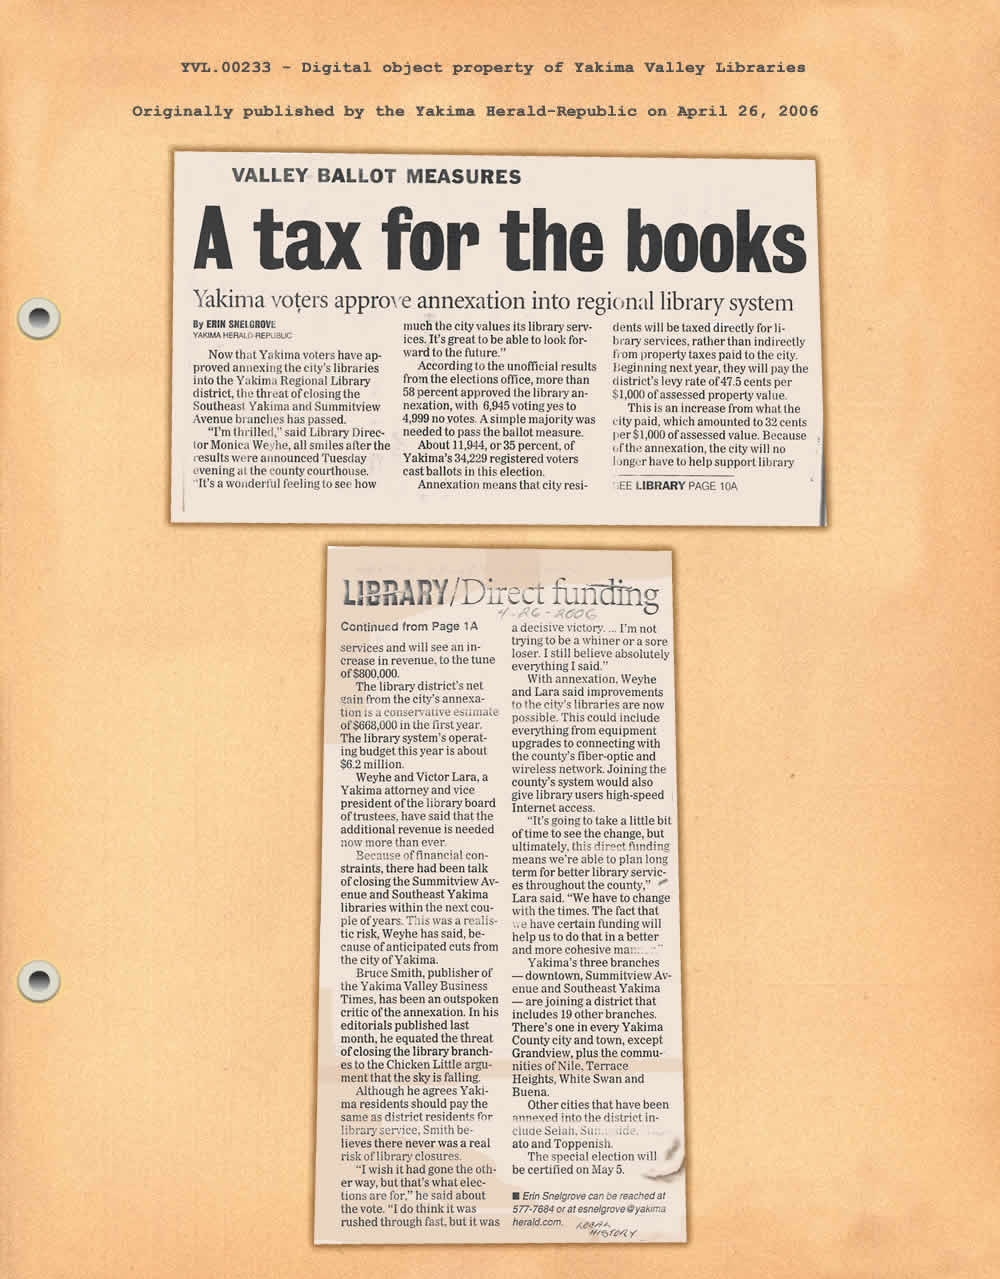 YVL.00233 - Digital object property of Yakima Valley Libraries
Originally published by the Yakima Herald-Republic on April 26, 2006
VALLEY BALLOT MEASURES
A tax for the books
Yakima voters approve annexation into regional library system
By ERIN SNELGROVE
YAKIMA HERALD-REPUBLIC
Now that Yakima voters have ap-
proved annexing the city's libraries
into the Yakima Regional Library
district, the threat of closing the
Southeast Yakima and Summitview
Avenue branches has passed.
"I'm thrilled," said Library Direc-
tor Monica Weyhe, all smiles after the
results were announced Tuesday
evening at the county courthouse.
"It's a wonderful feeling to see how
much the city values its library serv-
ices. It's great to be able to look for-
ward to the future."
According to the unofficial results
from the elections office, more than
58 percent approved the library an-
nexation, with 6,945 voting yes to
4,999 no votes. A simple majority was
needed to pass the ballot measure.
About 11,944, or 35 percent, of
Yakima's 34,229 registered voters
cast ballots in this election.
Annexation means that city resi-
dents will be taxed directly for li-
brary services, rather than indirectly
from property taxes paid to the city.
Beginning next year, they will pay the
district's levy rate of 47.5 cents per
$1,000 of assessed property value.
This is an increase from what the
city paid, which amounted to 32 cents
per $1,000 of assessed value. Because
of the annexation, the city will no
longer have to help support library
SEE LIBRARY PAGE 10A
LIBRARY/Direct funding
4-26-2006
Continued from Page 1A
services and will see an in-
crease in revenue, to the tune
of $800,000.
The library district's net
gain from the city's annexa-
tion is a conservative estimate
of $668,000 in the first year.
The library system's operat-
ing budget this year is about
$6.2 million.
Weyhe and Victor Lara, a
Yakima attorney and vice
president of the library board
of trustees, have said that the
additional revenue is needed
now more than ever.
Because of financial con-
straints, there had been talk
of closing the Summitview Av-
enue and Southeast Yakima
libraries within the next cou-
ple of years. This was a realis-
tic risk, Weyhe has said, be-
cause of anticipated cuts from
the city of Yakima.
Bruce Smith, publisher of
the Yakima Valley Business
Times, has been an outspoken
critic of the annexation. In his
editorials published last
month, he equated the threat
of closing the library branch-
es to the Chicken Little argu-
ment that the sky is falling.
Although he agrees Yaki-
ma residents should pay the
same as district residents for
library service, Smith be-
lieves there never was a real
risk of library closures.
"I wish it had gone the oth-
er way, but that's what elec-
tions are for," he said about
the vote. "I do think it was
rushed through fast, but it was
a decisive victory. ... I'm not
trying to be a whiner or a sore
loser. I still believe absolutely
everything I said."
With annexation, Weyhe
and Lara said improvements
to the city's libraries are now
possible. This could include
everything from equipment
upgrades to connecting with
the county's fiber-optic and
wireless network. Joining the
county's system would also
give library users high-speed
Internet access.
"It's going to take a little bit
of time to see the change, but
ultimately, this direct funding
means we're able to plan long
term for better library servic-
es throughout the county,"
Lara said. "We have to change
with the times. The fact that
we have certain funding will
help us to do that in a better
and more cohesive
Yakima's three branches
— downtown, Summitview Av-
enue and Southeast Yakima
— are joining a district that
includes 19 other branches.
There's one in every Yakima
County city and town, except
Grandview, plus the commu-
nities of Nile, Terrace
Heights, White Swan and
Buena.
Other cities that have been
annexed into the district in-
clude Selah,
ato and Toppenish.
The special election will
be certified on May 5.
■ Erin Snelgrove can be reached at
577-7684 or at esnelgrove@yakima
herald.com.
LEGAL
HISTORY